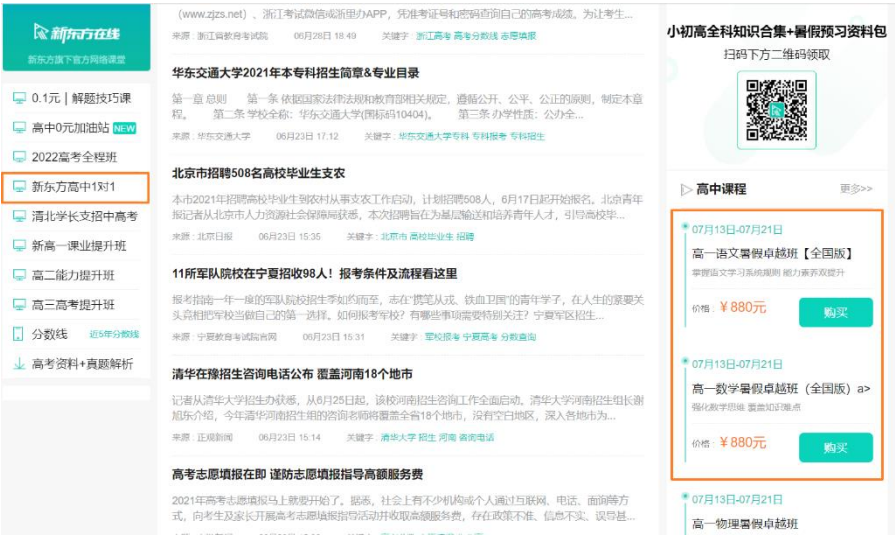 新东方在线
新东方旗下官方网络课堂
0.1元 | 解题技巧课
高中0元加油站 NEW
2022高考全程班
新东方高中1对1
清北学长支招中高考
新高一课业提升班
高二能力提升班
高三高考提升班
分数线 近5年分数线
高考资料+真题解析
(www.zjzs.net) 、浙江考试微信或浙里办APP，凭准考证号和密码查询自己的高考成绩。为让考生...
来源 : 浙江省教育考试院 06月28日 18:49 关键字 : 浙江高考 高考分数线 志愿填报
华东交通大学2021年本专科招生简章&专业目录
第一章 总则 第一条 依据国家法律法规和教育部相关规定，遵循公开、公平、公正的原则，制定本章
程。 第二条 学校全称：华东交通大学(国标码10404)。 第三条 办学性质：公办全...
来源 : 华东交通大学 06月23日 17:12 关键字 : 华东交通大学专科 专科报考 专科招生
北京市招聘508名高校毕业生支农
本市2021年招聘高校毕业生到农村从事支农工作启动，计划招聘508人，6月17日起开始报名。北京青年
报记者从北京市人力资源社会保障局获悉，本次招聘旨在为基层输送和培养青年人才，引导高校毕...
来源 : 北京日报 06月23日 15:35 关键字 : 北京市 高校毕业生 招聘
11所军队院校在宁夏招收98人！报考条件及流程看这里
报考指南一年一度的军队院校招生季如约而至，志在“携笔从戎、铁血卫国”的青年学子，在人生的紧要关
头亮相把军校当做自己的第一选择。如何报考军校？有哪些事项需要特别关注？宁夏军区招生...
来源 : 宁夏教育考试院官网 06月23日 15:31 关键字 : 军校报考 宁夏高考 分数查询
清华在豫招生咨询电话公布 覆盖河南18个地市
记者从清华大学招生办获悉，从6月25日起，该校河南招生咨询工作全面启动。清华大学河南招生组长谢
旭东介绍，今年清华河南招生组的咨询老师将覆盖全省18个地市，没有空白地区，深入各地市为...
来源 : 正观新闻 06月23日 15:14 关键字 : 清华大学 招生 河南 咨询电话
高考志愿填报在即 谨防志愿填报指导高额服务费
2021年高考志愿填报马上就要开始了。据悉，社会上有不少机构或个人通过互联网、电话、面询等方
式，向考生及家长开展高考志愿填报指导活动并收取高额服务费，存在政策不准、信息不实、误导甚...
小初高全科知识合集+暑假预习资料包
扫码下方二维码领取
高中课程 更多>>
07月13日-07月21日
高一语文暑假卓越班【全国版】
掌握语文学习系统规则 能力素养双提升
价格 : ￥880元 购买
07月13日-07月21日
高一数学暑假卓越班（全国版）a>
强化数学思维 覆盖知识难点
价格 : ￥880元 购买
07月13日-07月21日
高一物理暑假卓越班